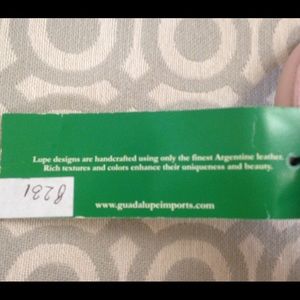 Lupe designs are handcrafted using only the finest Argentine leather.
Rich textures and colors enhance their uniqueness and beauty.
www.guadalupeimports.com
8221